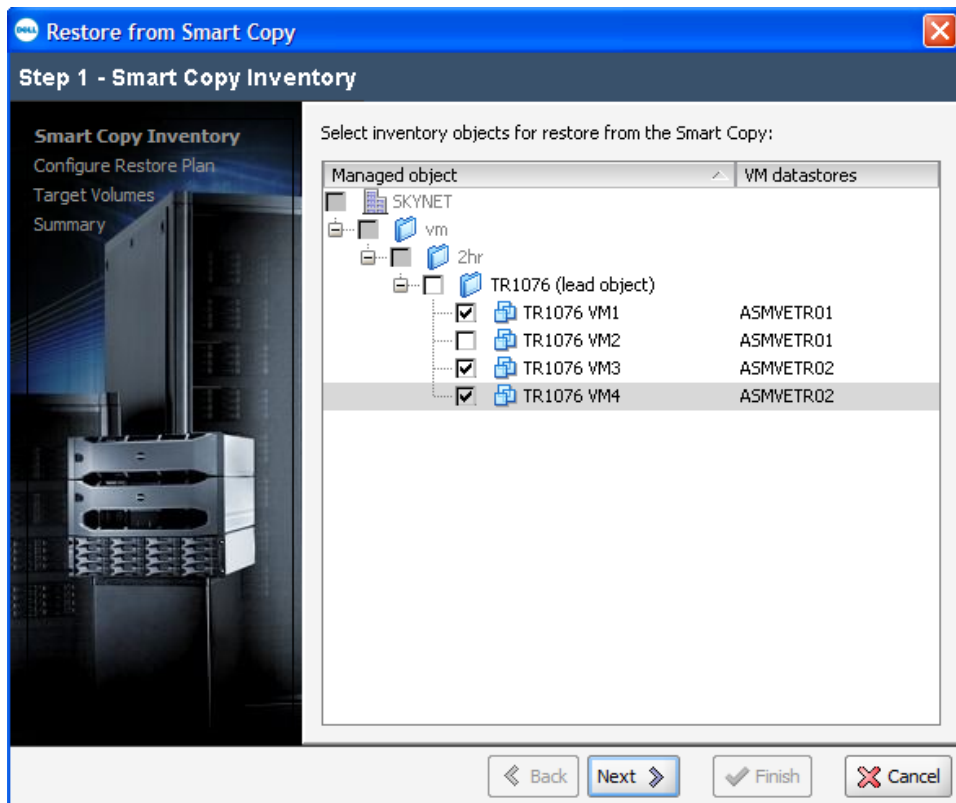 DELL Restore from Smart Copy
Step 1 - Smart Copy Inventory
Smart Copy Inventory
Configure Restore Plan
Target Volumes
Summary
Select inventory objects for restore from the Smart Copy:
Managed object VM datastores
SKYNET
vm
2hr
TR1076 (lead object)
TR1076 VM1 ASMVETR01
TR1076 VM2 ASMVETR01
TR1076 VM3 ASMVETR02
TR1076 VM4 ASMVETR02
Back Next Finish Cancel